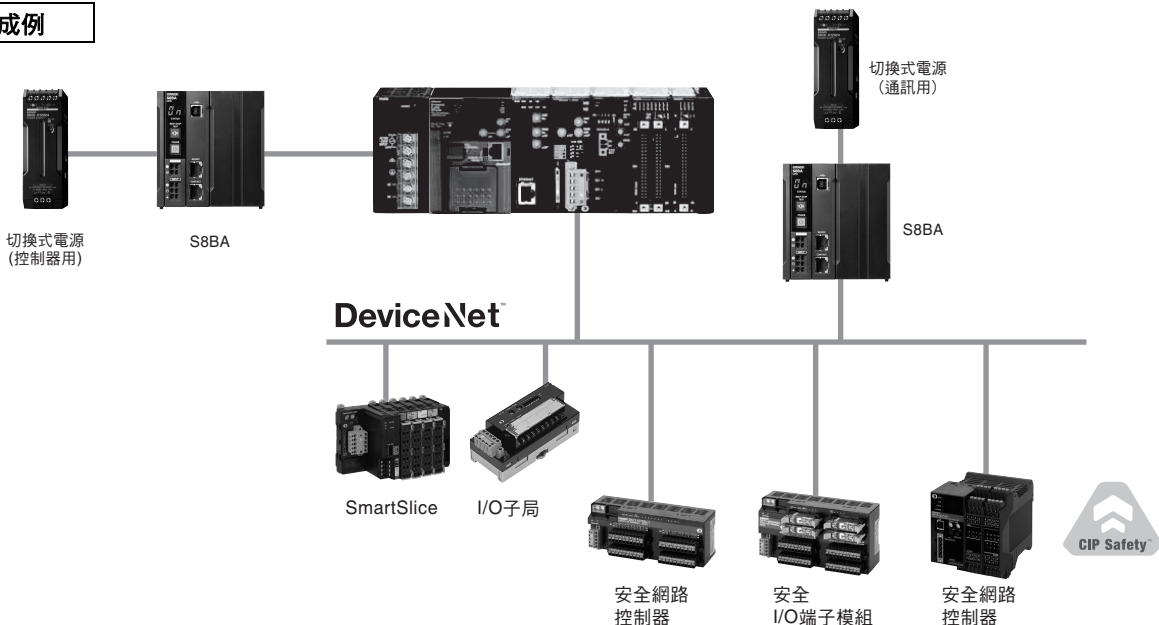 成例
切換式電源
(控制器用)
S8BA
切換式電源
（通訊用）
S8BA
DeviceNet™
SmartSlice
I/O子局
安全網路
控制器
安全
I/O端子模組
安全網路
控制器
CIP Safety™